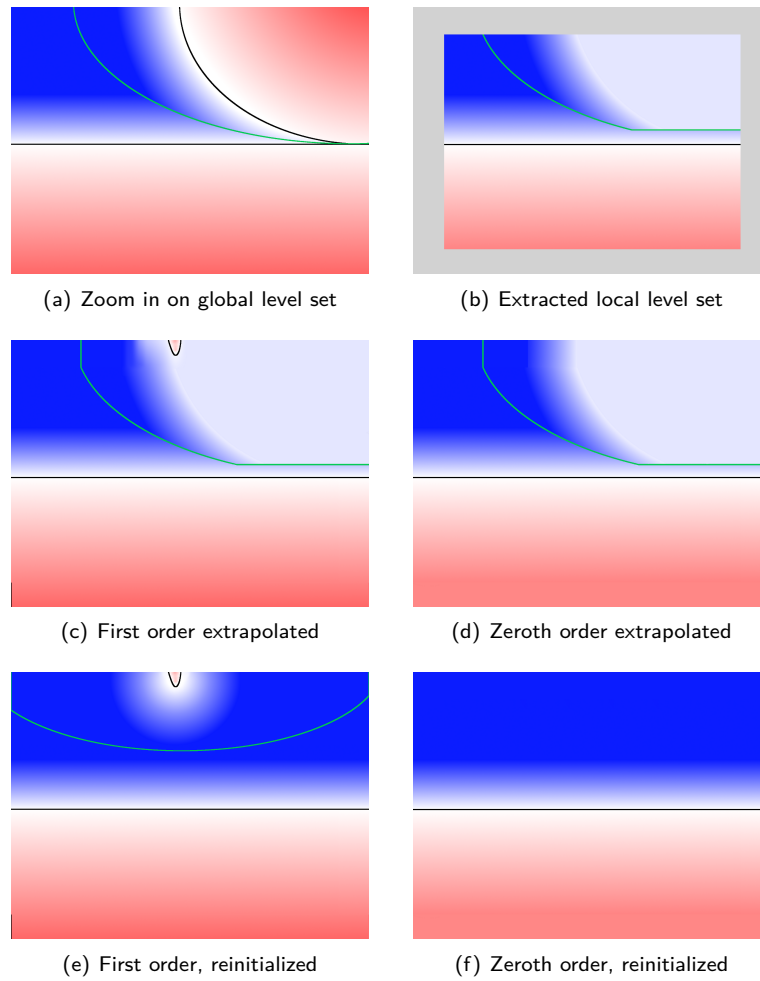 (a) Zoom in on global level set
(b) Extracted local level set
(c) First order extrapolated
(d) Zeroth order extrapolated
(e) First order, reinitialized
(f) Zeroth order, reinitialized